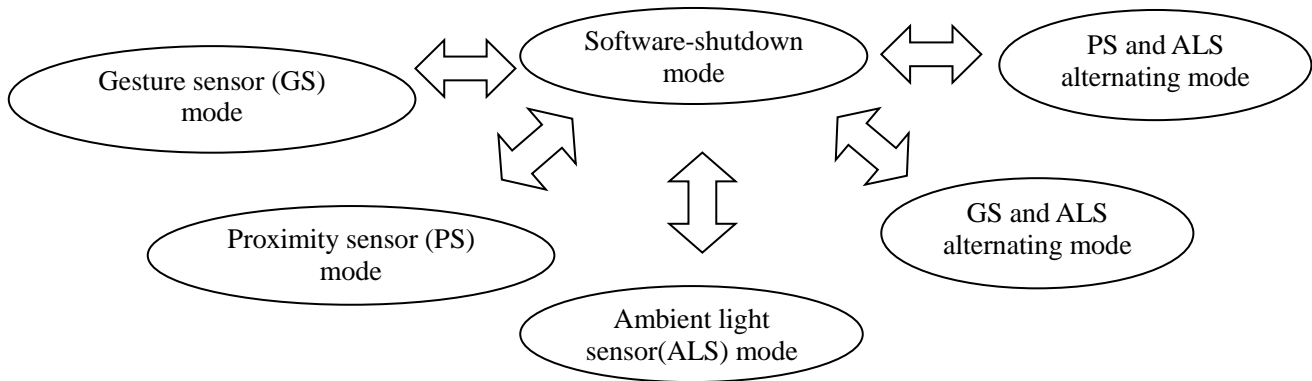 Software-shutdown
mode
PS and ALS
alternating mode
Gesture sensor (GS)
mode
GS and ALS
alternating mode
Proximity sensor (PS)
mode
Ambient light
sensor(ALS) mode